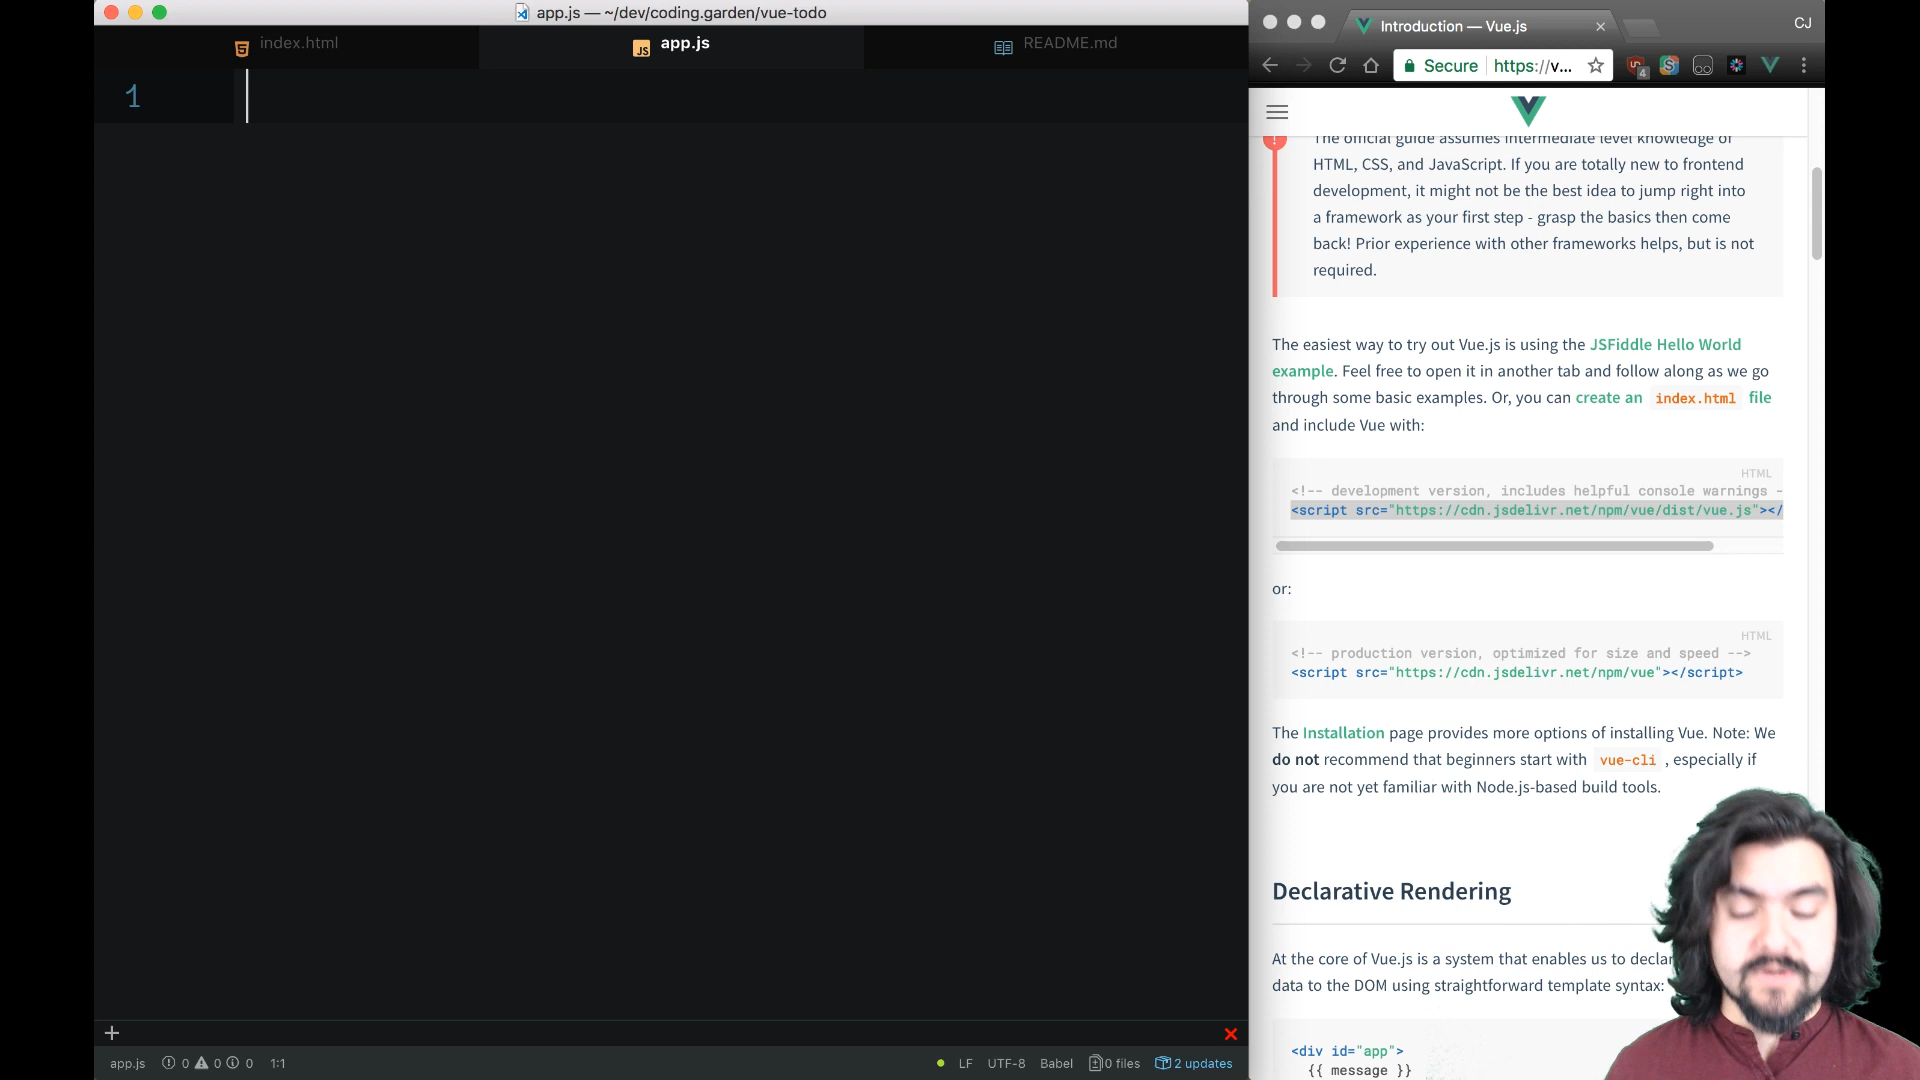 app.js — ~/dev/coding.garden/vue-todo
index.html
app.js
README.md
1
+
app.js 0 0 0 1:1
LF UTF-8 Babel 0 files 2 updates
Introduction — Vue.js
CJ
Secure https://v...
4
The official guide assumes intermediate level knowledge of
HTML, CSS, and JavaScript. If you are totally new to frontend
development, it might not be the best idea to jump right into
a framework as your first step - grasp the basics then come
back! Prior experience with other frameworks helps, but is not
required.
The easiest way to try out Vue.js is using the JSFiddle Hello World
example. Feel free to open it in another tab and follow along as we go
through some basic examples. Or, you can create an index.html file
and include Vue with:
HTML
<!-- development version, includes helpful console warnings -
<script src="https://cdn.jsdelivr.net/npm/vue/dist/vue.js"></
or:
HTML
<!-- production version, optimized for size and speed -->
<script src="https://cdn.jsdelivr.net/npm/vue"></script>
The Installation page provides more options of installing Vue. Note: We
do not recommend that beginners start with vue-cli , especially if
you are not yet familiar with Node.js-based build tools.
Declarative Rendering
At the core of Vue.js is a system that enables us to declar
data to the DOM using straightforward template syntax:
<div id="app">
{{ message }}